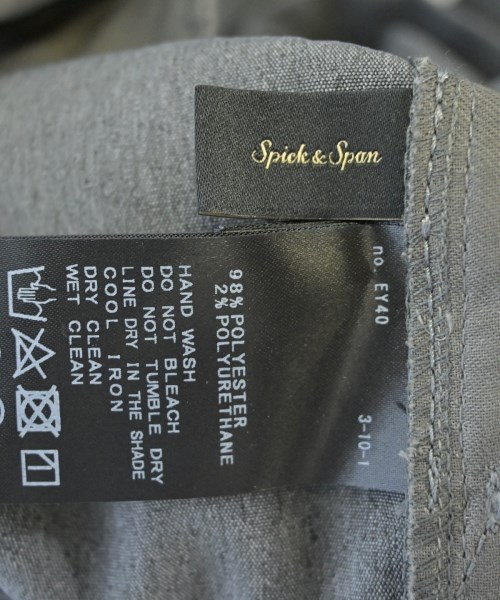 Spick & Span
no. EY40
3-10-1
98% POLYESTER
2% POLYURETHANE
HAND WASH
DO NOT BLEACH
DO NOT TUMBLE DRY
LINE DRY IN THE SHADE
COOL IRON
DRY CLEAN
WET CLEAN